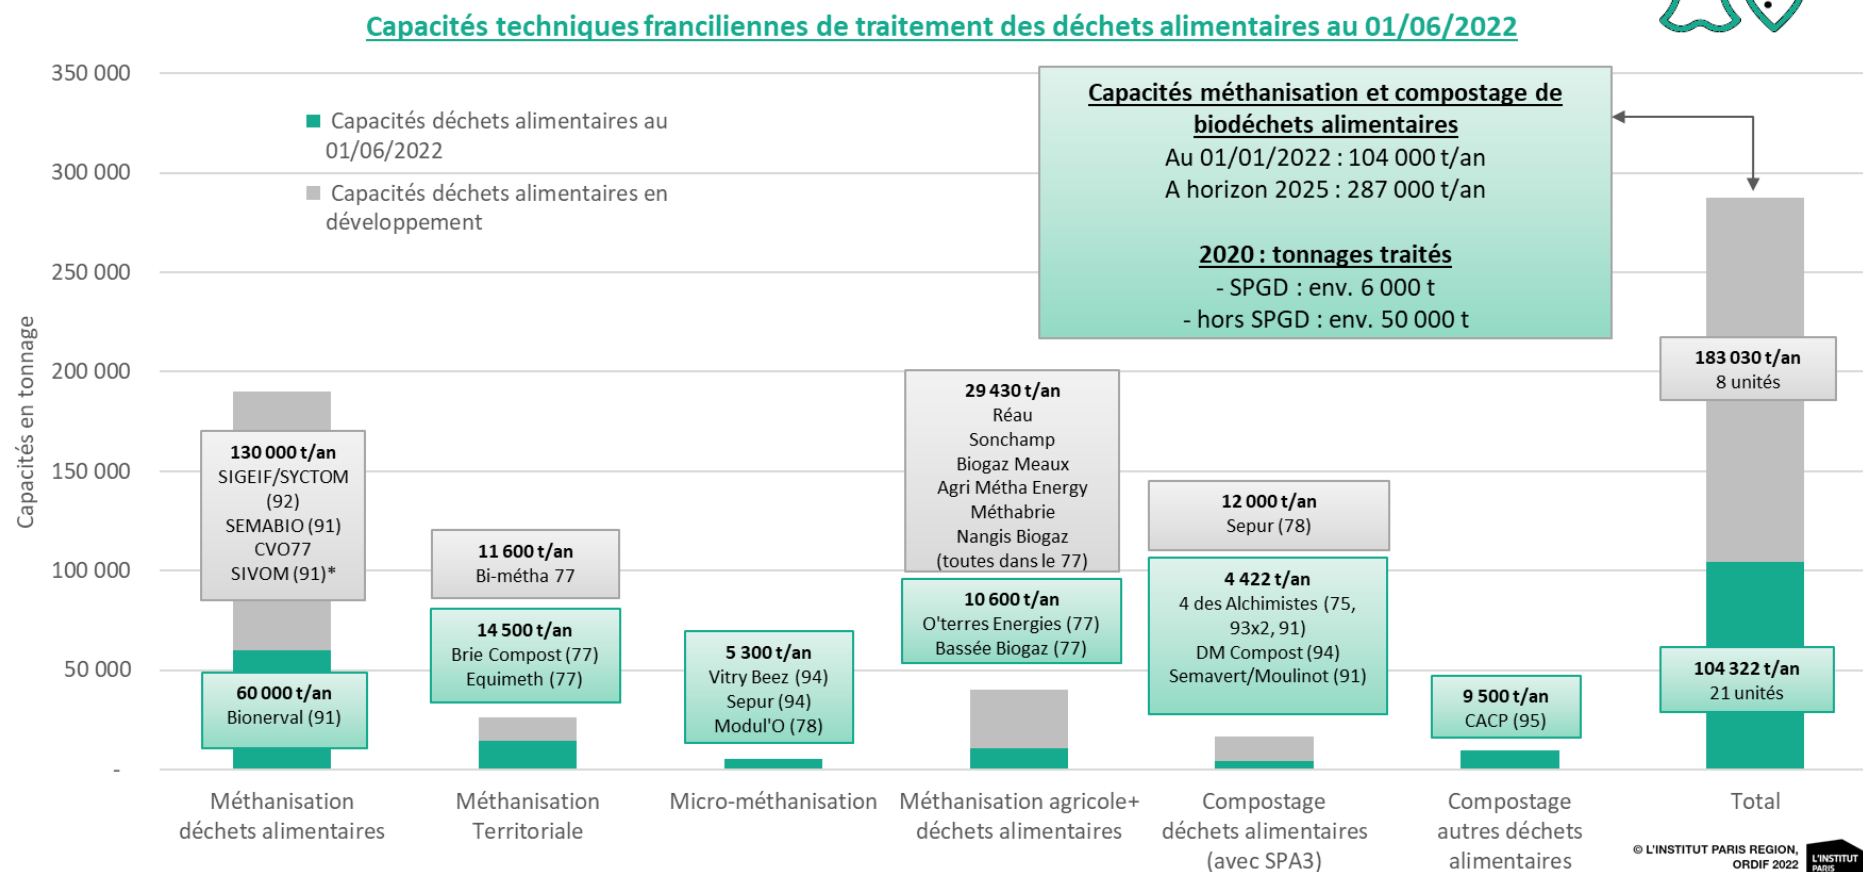 Capacités techniques franciliennes de traitement des déchets alimentaires au 01/06/2022
Capacités en tonnage
350 000
300 000
250 000
200 000
150 000
100 000
50 000
-
Capacités déchets alimentaires au
01/06/2022
Capacités déchets alimentaires en
développement
Capacités méthanisation et compostage de
biodéchets alimentaires
Au 01/01/2022 : 104 000 t/an
A horizon 2025 : 287 000 t/an
2020 : tonnages traités
- SPGD : env. 6 000 t
- hors SPGD : env. 50 000 t
130 000 t/an
SIGEIF/SYCTOM
(92)
SEMABIO (91)
CVO77
SIVOM (91)*
60 000 t/an
Bionerval (91)
11 600 t/an
Bi-métha 77
14 500 t/an
Brie Compost (77)
Equimeth (77)
5 300 t/an
Vitry Beez (94)
Sepur (94)
Modul'O (78)
29 430 t/an
Réau
Sonchamp
Biogaz Meaux
Agri Métha Energy
Méthabrie
Nangis Biogaz
(toutes dans le 77)
10 600 t/an
O'terres Energies (77)
Bassée Biogaz (77)
12 000 t/an
Sepur (78)
4 422 t/an
4 des Alchimistes (75,
93x2, 91)
DM Compost (94)
Semavert/Moulinot (91)
9 500 t/an
CACP (95)
183 030 t/an
8 unités
104 322 t/an
21 unités
Méthanisation
déchets alimentaires
Méthanisation
Territoriale
Micro-méthanisation
Méthanisation agricole+
déchets alimentaires
Compostage
déchets alimentaires
(avec SPA3)
Compostage
autres déchets
alimentaires
Total
© L'INSTITUT PARIS REGION,
ORDIF 2022
L'INSTITUT
PARIS